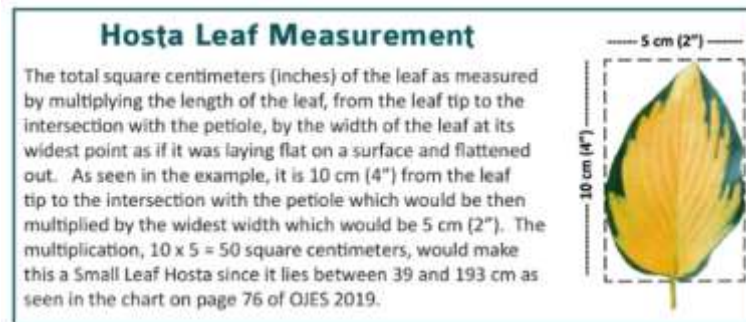 Hosta Leaf Measurement
The total square centimeters (inches) of the leaf as measured
by multiplying the length of the leaf, from the leaf tip to the
intersection with the petiole, by the width of the leaf at its
widest point as if it was laying flat on a surface and flattened
out. As seen in the example, it is 10 cm (4") from the leaf
tip to the intersection with the petiole which would be then
multiplied by the widest width which would be 5 cm (2"). The
multiplication, 10 x 5 = 50 square centimeters, would make
this a Small Leaf Hosta since it lies between 39 and 193 cm as
seen in the chart on page 76 of OJES 2019.
5 cm (2")
10 cm (4")